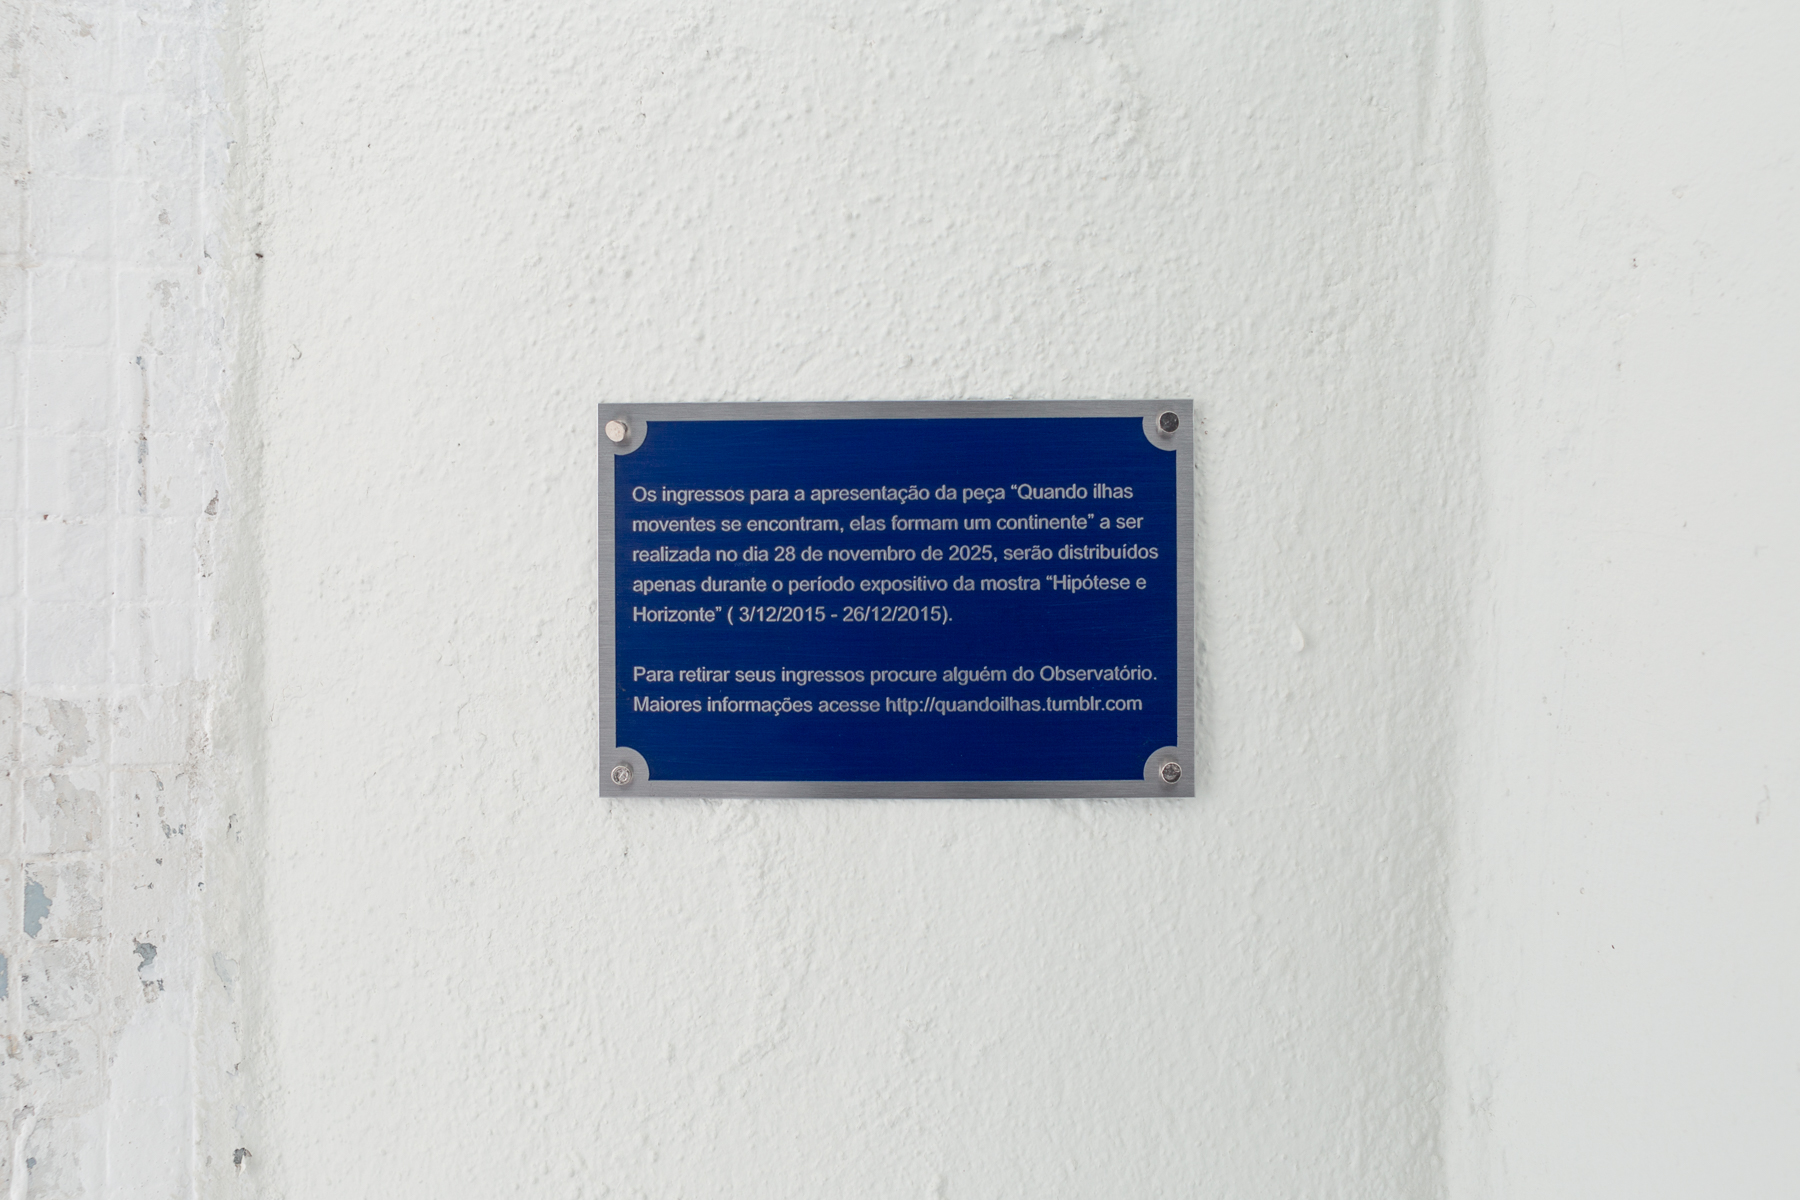 Os ingressos para a apresentação da peça “Quando ilhas
moventes se encontram, elas formam um continente” a ser
realizada no dia 28 de novembro de 2025, serão distribuídos
apenas durante o período expositivo da mostra “Hipótese e
Horizonte” ( 3/12/2015 - 26/12/2015).
Para retirar seus ingressos procure alguém do Observatório.
Maiores informações acesse http://quandoilhas.tumblr.com